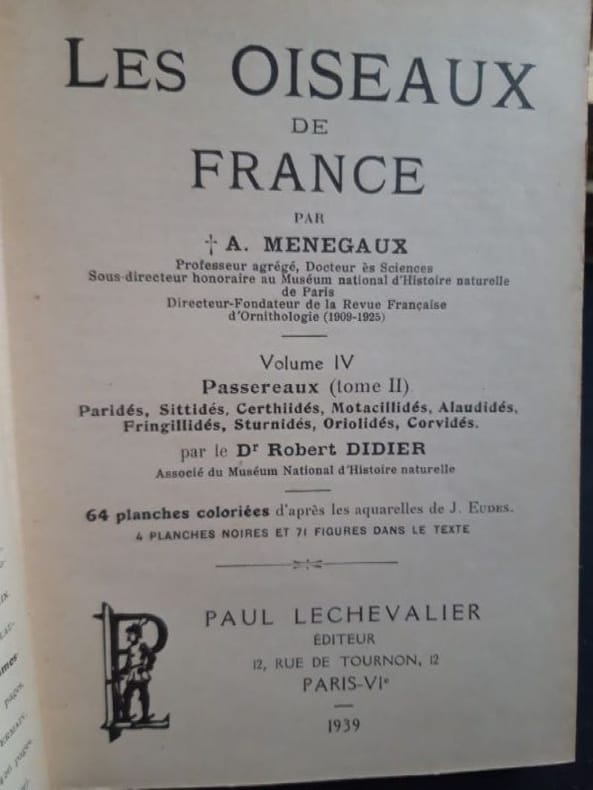 LES OISEAUX
DE
FRANCE
PAR
† A. MENEGAUX
Professeur agrégé, Docteur ès Sciences
Sous-directeur honoraire au Muséum national d'Histoire naturelle
de Paris
Directeur-Fondateur de la Revue Française
d'Ornithologie (1909-1925)
Volume IV
Passereaux (tome II)
Paridés, Sittidés, Certhiidés, Motacillidés, Alaudidés,
Fringillidés, Sturnidés, Oriolidés, Corvidés.
par le Dr Robert DIDIER
Associé du Muséum National d'Histoire naturelle
64 planches coloriées d'après les aquarelles de J. EUDES.
4 PLANCHES NOIRES ET 71 FIGURES DANS LE TEXTE
PAUL LECHEVALIER
ÉDITEUR
12, RUE DE TOURNON, 12
PARIS-VIe
1939
pages